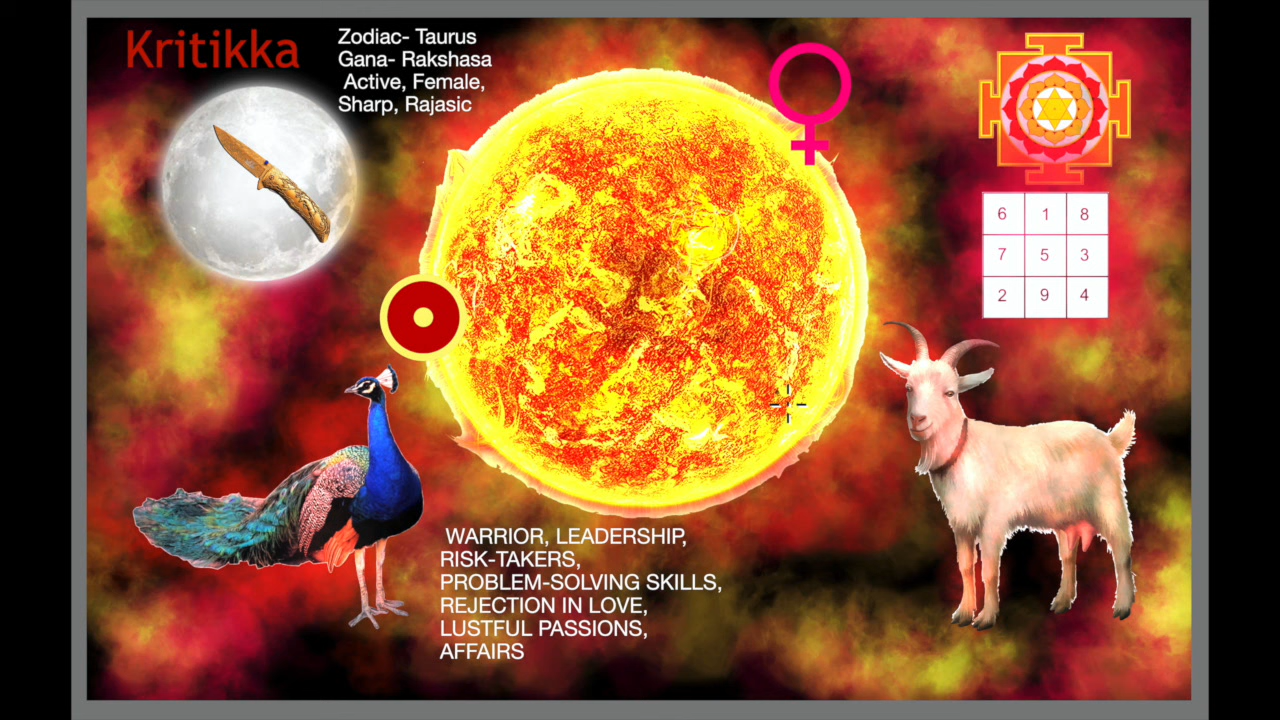 Kritikka
Zodiac- Taurus
Gana- Rakshasa
Active, Female,
Sharp, Rajasic
6 1 8
7 5 3
2 9 4
WARRIOR, LEADERSHIP,
RISK-TAKERS,
PROBLEM-SOLVING SKILLS,
REJECTION IN LOVE,
LUSTFUL PASSIONS,
AFFAIRS